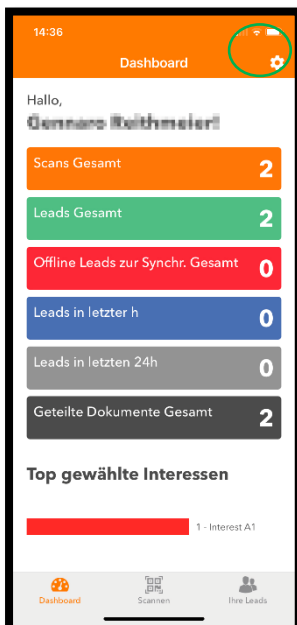 14:36
Dashboard
Hallo,
Scans Gesamt 2
Leads Gesamt 2
Offline Leads zur Synchr. Gesamt 0
Leads in letzter h 0
Leads in letzten 24h 0
Geteilte Dokumente Gesamt 2
Top gewählte Interessen
1 - Interest A1
Dashboard Scannen Ihre Leads